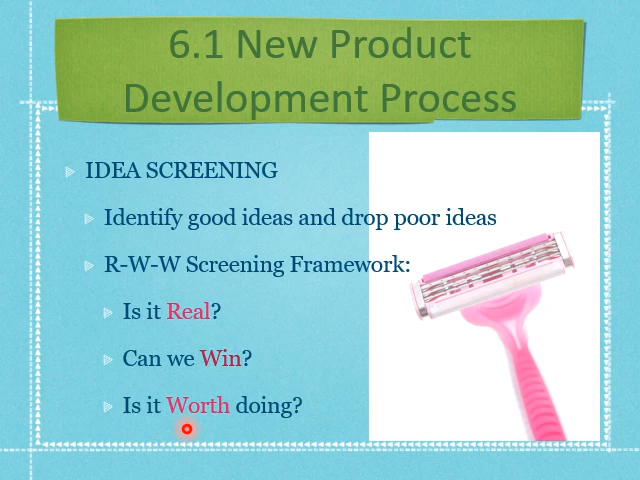 6.1 New Product
Development Process
IDEA SCREENING
Identify good ideas and drop poor ideas
R-W-W Screening Framework:
Is it Real?
Can we Win?
Is it Worth doing?